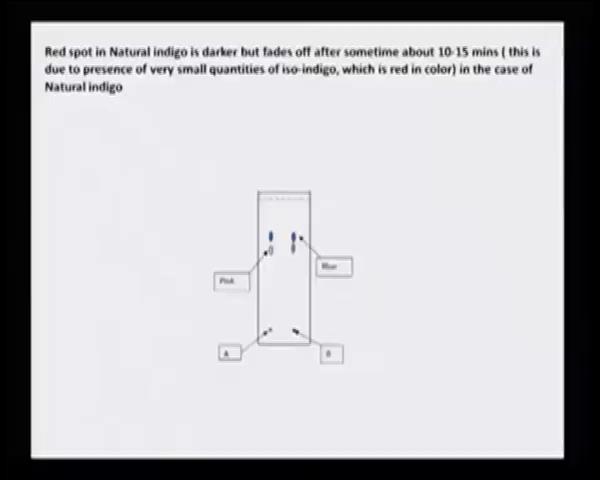 Red spot in Natural indigo is darker but fades off after sometime about 10-15 mins ( this is
due to presence of very small quantities of iso-indigo, which is red in color) in the case of
Natural indigo
Blue
Pink
A
B